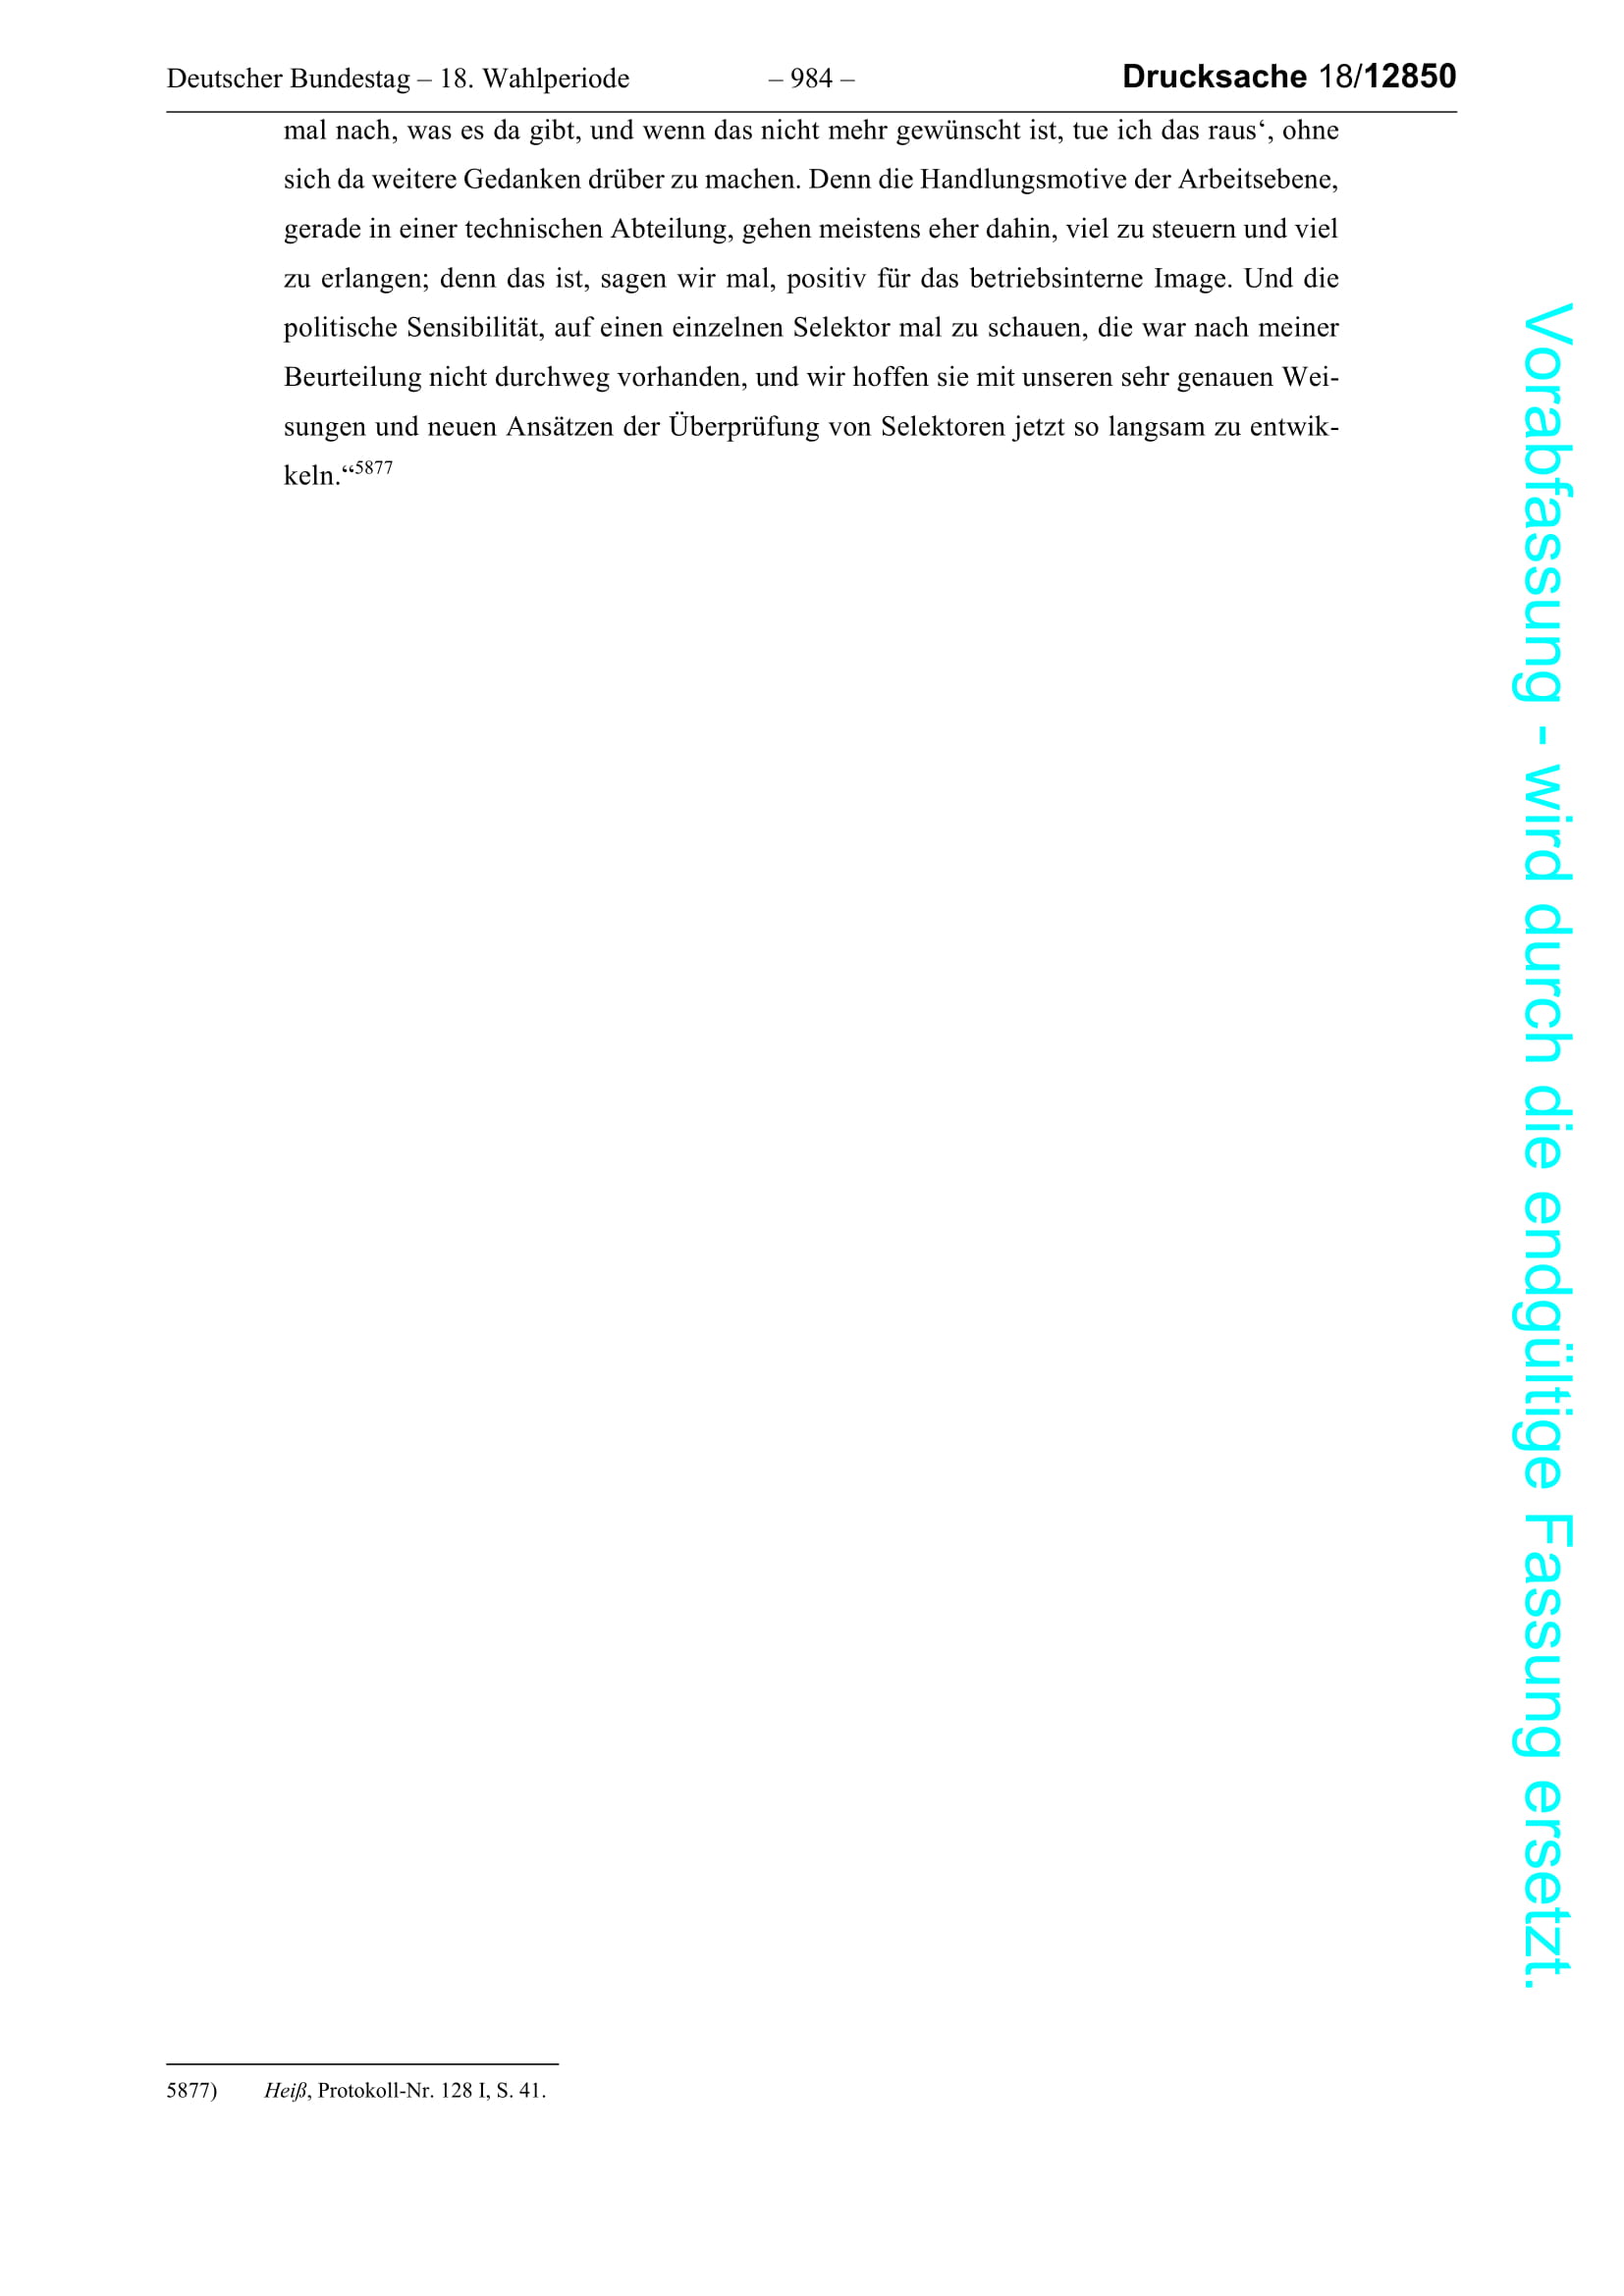 Deutscher Bundestag – 18. Wahlperiode – 984 – Drucksache 18/12850
mal nach, was es da gibt, und wenn das nicht mehr gewünscht ist, tue ich das raus‘, ohne
sich da weitere Gedanken drüber zu machen. Denn die Handlungsmotive der Arbeitsebene,
gerade in einer technischen Abteilung, gehen meistens eher dahin, viel zu steuern und viel
zu erlangen; denn das ist, sagen wir mal, positiv für das betriebsinterne Image. Und die
politische Sensibilität, auf einen einzelnen Selektor mal zu schauen, die war nach meiner
Beurteilung nicht durchweg vorhanden, und wir hoffen sie mit unseren sehr genauen Wei-
sungen und neuen Ansätzen der Überprüfung von Selektoren jetzt so langsam zu entwik-
keln.“5877
5877) Heiß, Protokoll-Nr. 128 I, S. 41.
Vorabfassung - wird durch die endgültige Fassung ersetzt.